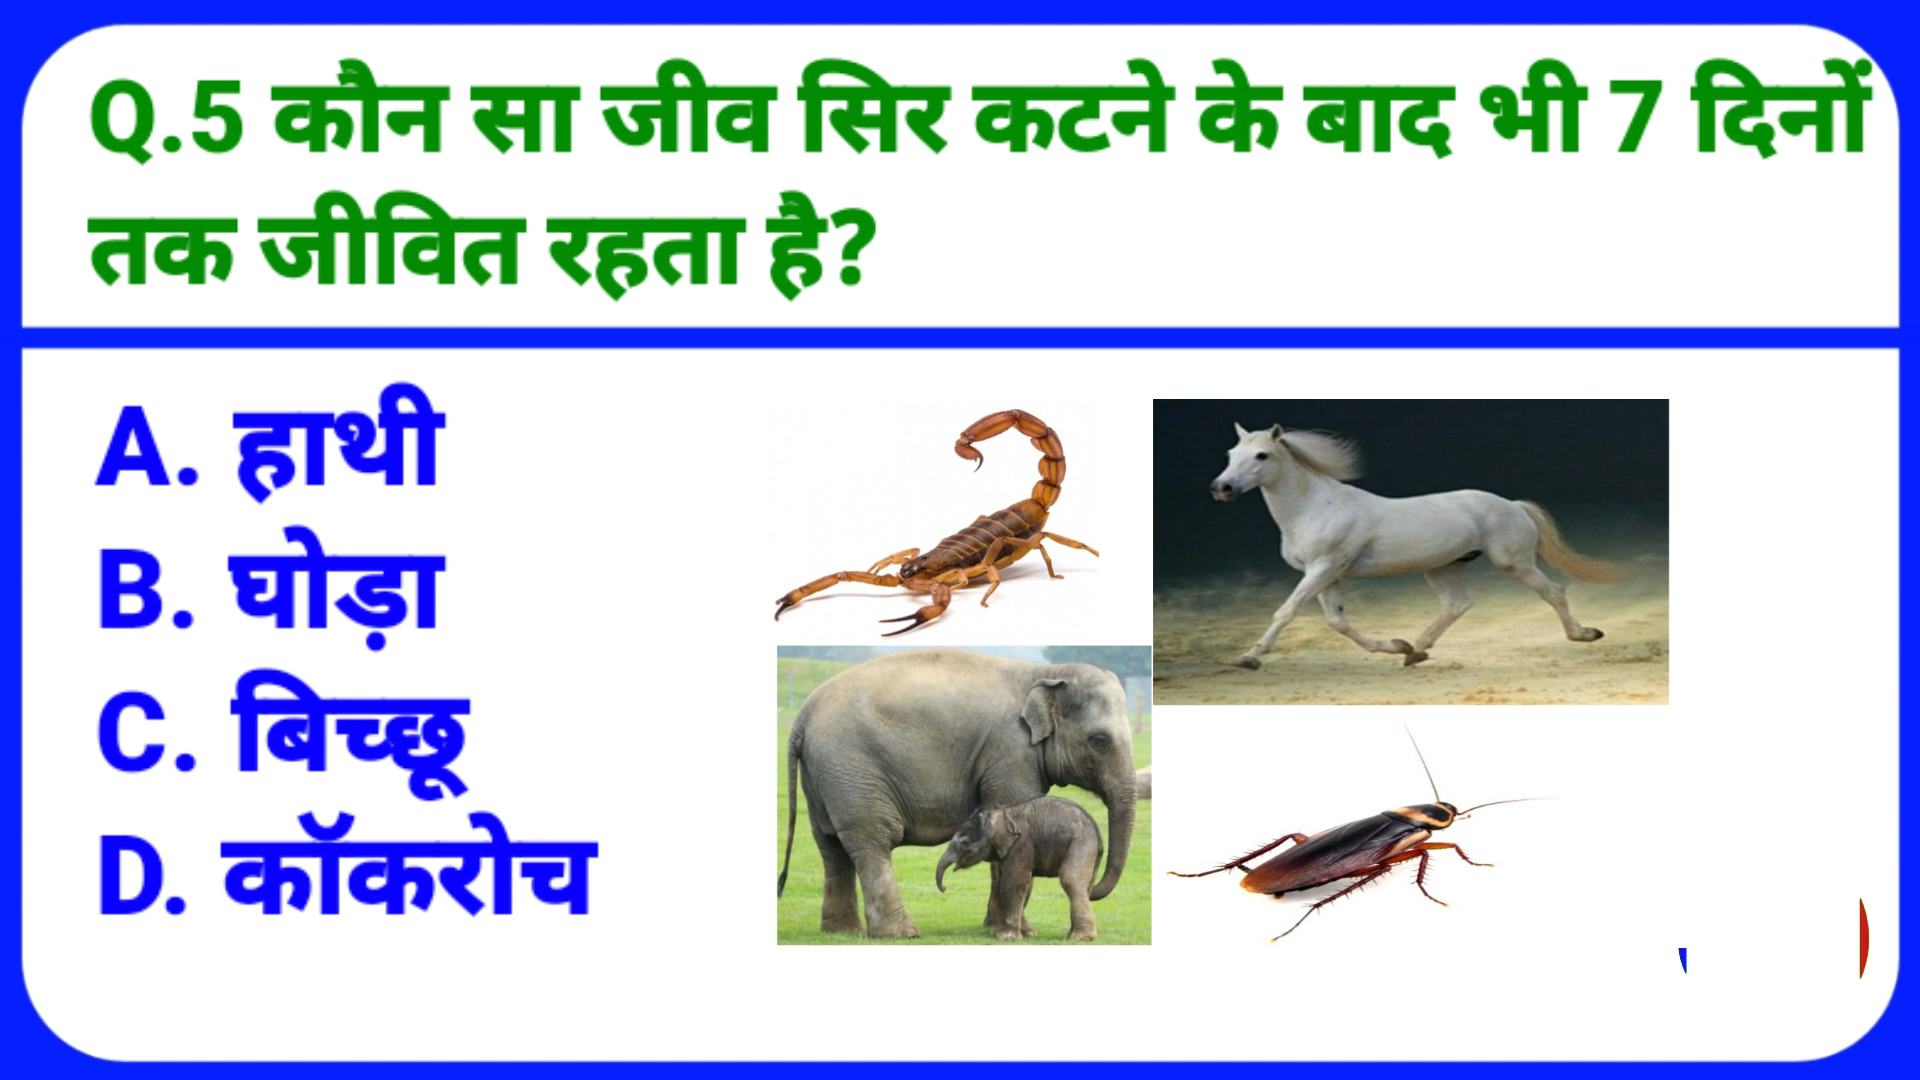 Q.5 कौन सा जीव सिर कटने के बाद भी 7 दिनों
तक जीवित रहता है?
A. हाथी
B. घोड़ा
C. बिच्छू
D. कॉकरोच